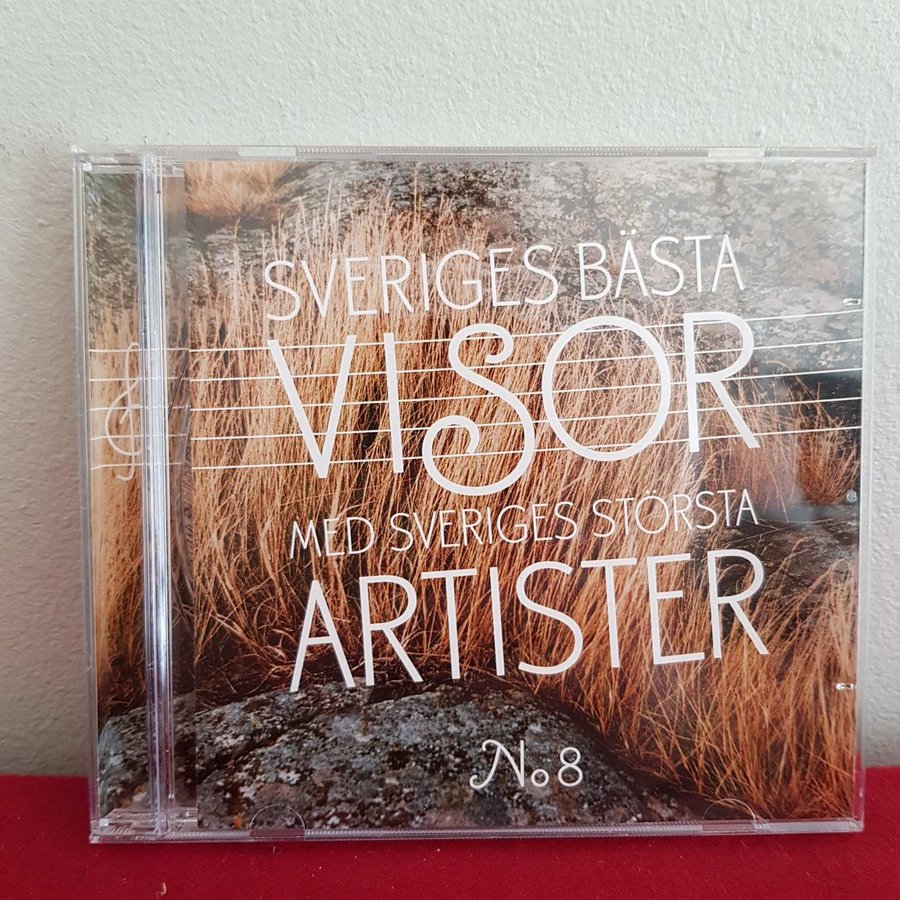 SVERIGES BÄSTA
VISOR
MED SVERIGES STÖRSTA
ARTISTER
No 8